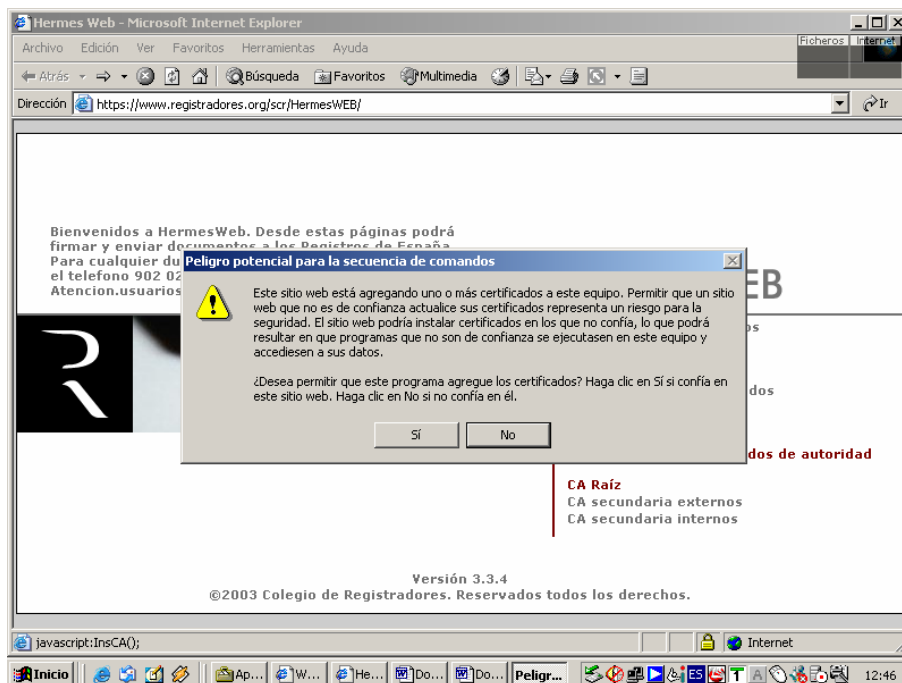 Hermes Web - Microsoft Internet Explorer
Archivo Edición Ver Favoritos Herramientas Ayuda
Ficheros Internet
Atrás Búsqueda Favoritos Multimedia
Dirección https://www.registradores.org/scr/HermesWEB/ Ir
Bienvenidos a HermesWeb. Desde estas páginas podrá
firmar y enviar documentos a los Registros de España.
Para cualquier du
el telefono 902 02
Atencion.usuarios
EB
os
dos
dos de autoridad
CA Raíz
CA secundaria externos
CA secundaria internos
Peligro potencial para la secuencia de comandos
Este sitio web está agregando uno o más certificados a este equipo. Permitir que un sitio
web que no es de confianza actualice sus certificados representa un riesgo para la
seguridad. El sitio web podría instalar certificados en los que no confía, lo que podrá
resultar en que programas que no son de confianza se ejecutasen en este equipo y
accediesen a sus datos.
¿Desea permitir que este programa agregue los certificados? Haga clic en Sí si confía en
este sitio web. Haga clic en No si no confía en él.
Sí No
Versión 3.3.4
©2003 Colegio de Registradores. Reservados todos los derechos.
javascript:InsCA(); Internet
Inicio Ap... W... He... Do... Do... Peligr... ES 12:46